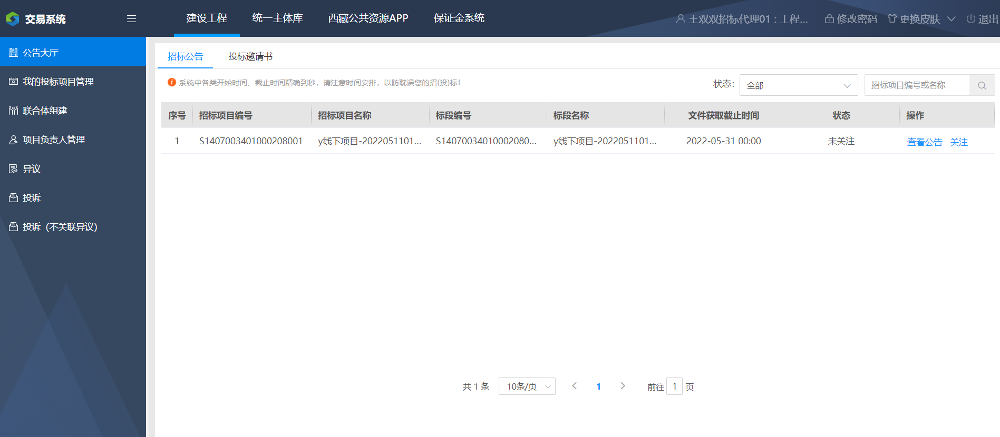 交易系统
建设工程 统一主体库 西藏公共资源APP 保证金系统
王双双招标代理01：工程... 修改密码 更换皮肤 退出
公告大厅
我的投标项目管理
联合体组建
项目负责人管理
异议
投诉
投诉（不关联异议）
招标公告 投标邀请书
系统中各类开始时间、截止时间精确到秒，请注意时间安排，以防耽误您的招(投)标！
状态： 全部 招标项目编号或名称
序号 招标项目编号 招标项目名称 标段编号 标段名称 文件获取截止时间 状态 操作
1 S1407003401000208001 y线下项目-2022051101... S14070034010002080... y线下项目-2022051101... 2022-05-31 00:00 未关注 查看公告 关注
共 1 条 10条/页 1 前往 1 页